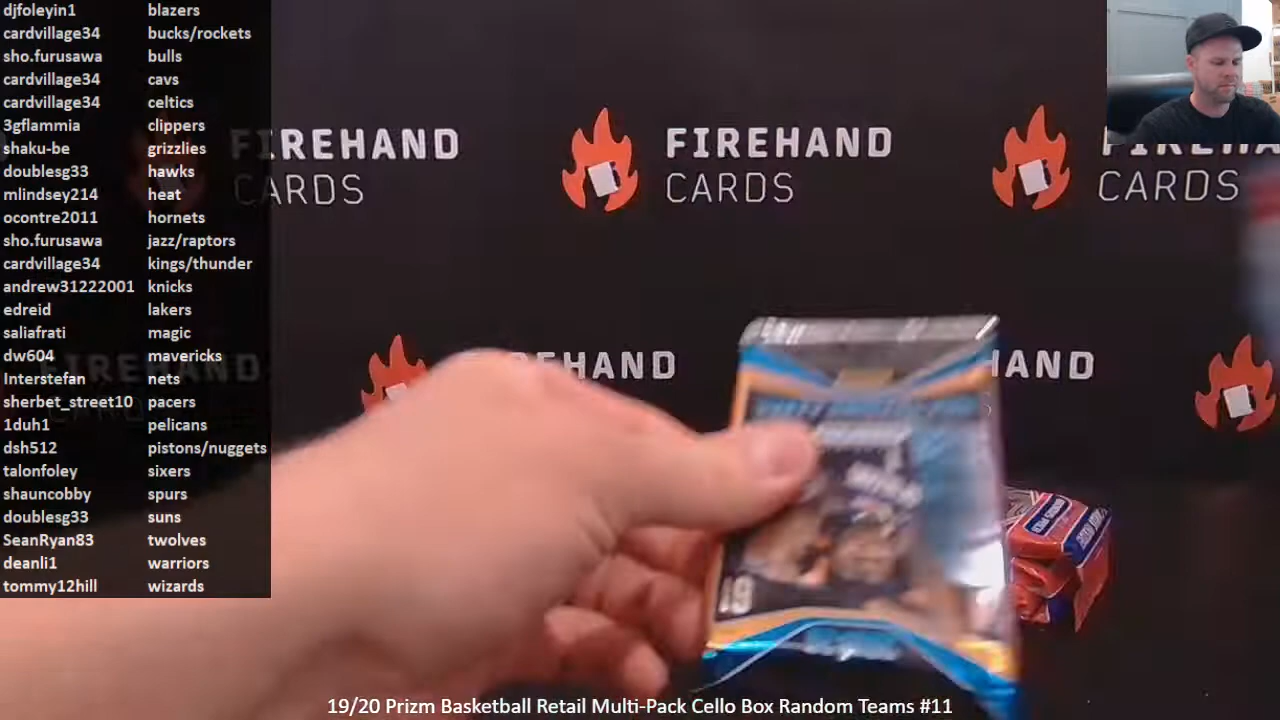 djfoleyin1 blazers
cardvillage34 bucks/rockets
sho.furusawa bulls
cardvillage34 cavs
cardvillage34 celtics
3gflammia clippers
shaku-be grizzlies
doublesg33 hawks
mlindsey214 heat
ocontre2011 hornets
sho.furusawa jazz/raptors
cardvillage34 kings/thunder
andrew31222001 knicks
edreid lakers
saliafrati magic
dw604 mavericks
Interstefan nets
sherbet_street10 pacers
1duh1 pelicans
dsh512 pistons/nuggets
talonfoley sixers
shauncobby spurs
doublesg33 suns
SeanRyan83 twolves
deanli1 warriors
tommy12hill wizards
FIREHAND
CARDS
FIREHAND
CARDS
FIREHAND
CARDS
19/20 Prizm Basketball Retail Multi-Pack Cello Box Random Teams #11